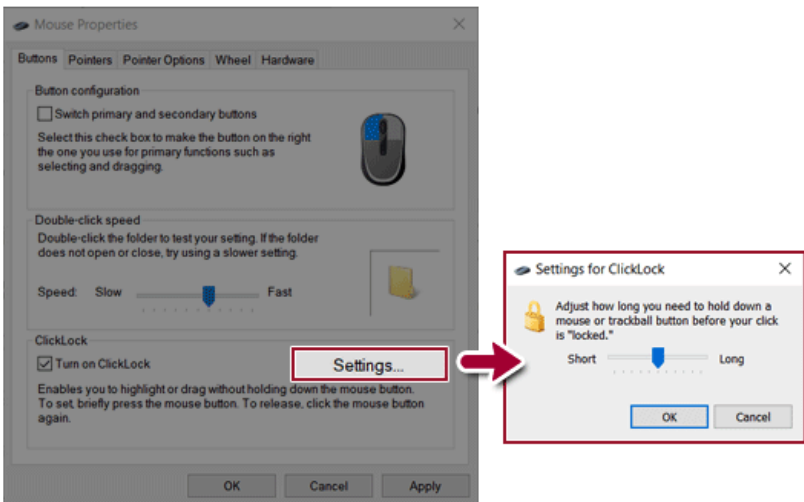 Mouse Properties
Buttons Pointers Pointer Options Wheel Hardware
Button configuration
Switch primary and secondary buttons
Select this check box to make the button on the right
the one you use for primary functions such as
selecting and dragging.
Double-click speed
Double-click the folder to test your setting. If the folder
does not open or close, try using a slower setting.
Speed: Slow Fast
ClickLock
Turn on ClickLock
Settings...
Enables you to highlight or drag without holding down the mouse button.
To set, briefly press the mouse button. To release, click the mouse button
again.
OK Cancel Apply
Settings for ClickLock
Adjust how long you need to hold down a
mouse or trackball button before your click
is "locked."
Short Long
OK Cancel